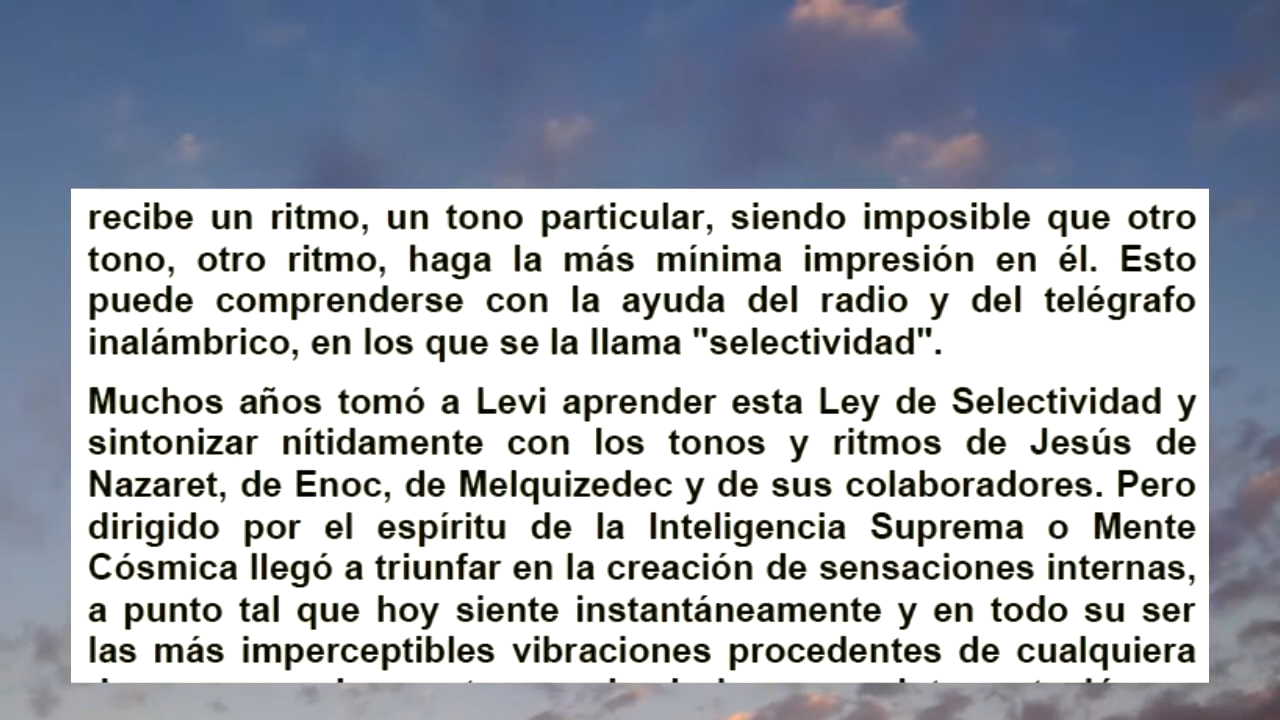 recibe un ritmo, un tono particular, siendo imposible que otro
tono, otro ritmo, haga la más mínima impresión en él. Esto
puede comprenderse con la ayuda del radio y del telégrafo
inalámbrico, en los que se la llama "selectividad".
Muchos años tomó a Levi aprender esta Ley de Selectividad y
sintonizar nítidamente con los tonos y ritmos de Jesús de
Nazaret, de Enoc, de Melquizedec y de sus colaboradores. Pero
dirigido por el espíritu de la Inteligencia Suprema o Mente
Cósmica llegó a triunfar en la creación de sensaciones internas,
a punto tal que hoy siente instantáneamente y en todo su ser
las más imperceptibles vibraciones procedentes de cualquiera